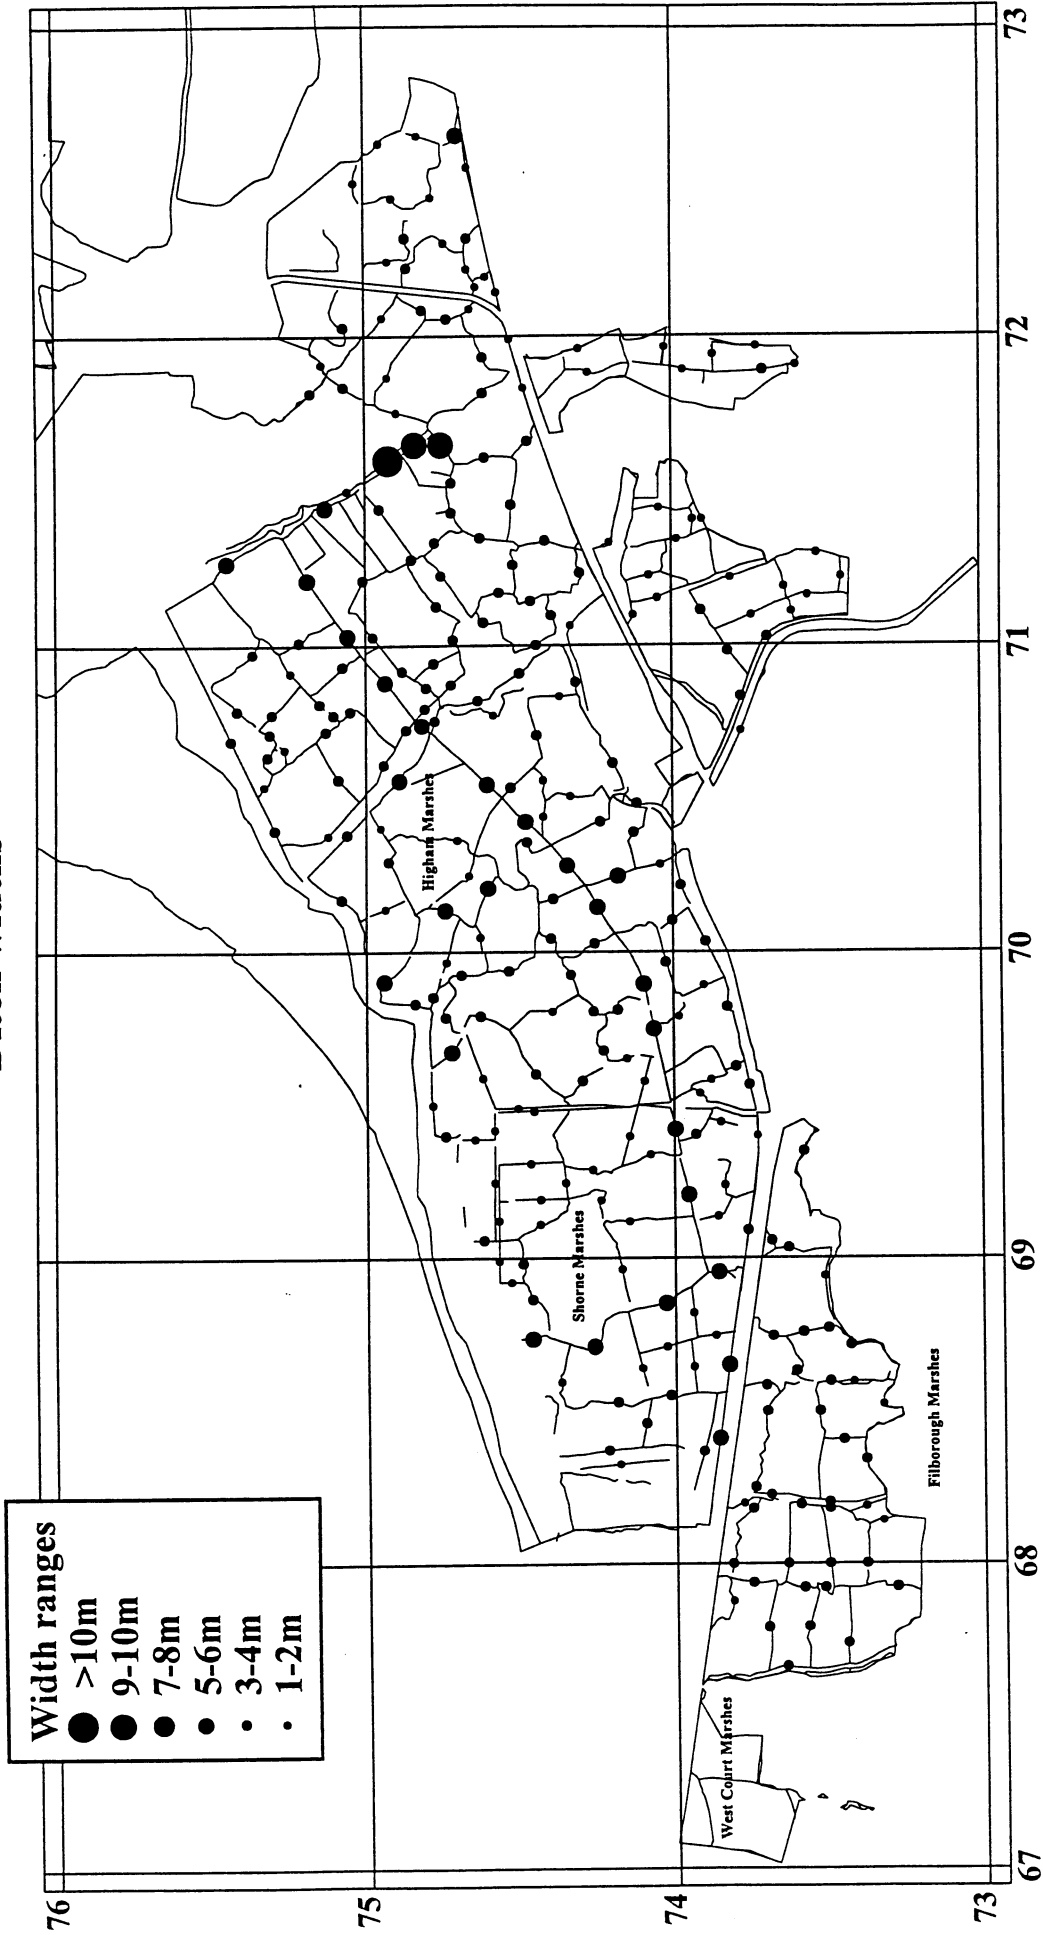 Width ranges
>10m
9-10m
7-8m
5-6m
3-4m
1-2m
76
75
74
73
67
68
69
70
71
72
73
Higham Marshes
Shorne Marshes
Filborough Marshes
West Court Marshes